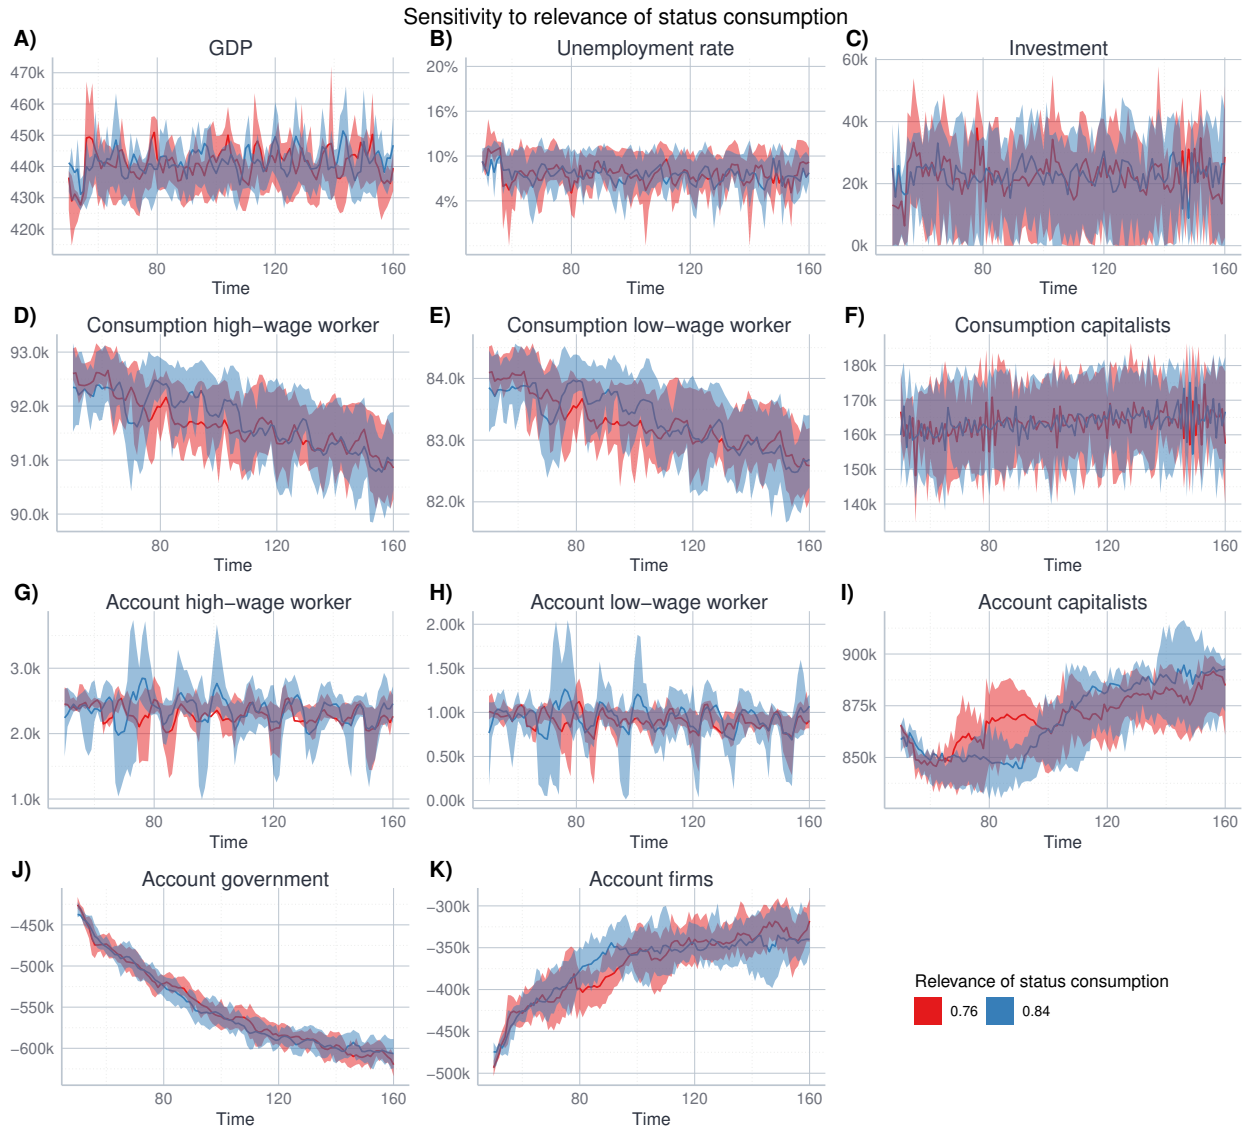 Sensitivity to relevance of status consumption
A) GDP
470k
460k
450k
440k
430k
420k
80 120 160
Time
B) Unemployment rate
20%
16%
10%
4%
80 120 160
Time
C) Investment
60k
40k
20k
0k
80 120 160
Time
D) Consumption high−wage worker
93.0k
92.0k
91.0k
90.0k
80 120 160
Time
E) Consumption low−wage worker
84.0k
83.0k
82.0k
80 120 160
Time
F) Consumption capitalists
180k
170k
160k
150k
140k
80 120 160
Time
G) Account high−wage worker
3.0k
2.0k
1.0k
80 120 160
Time
H) Account low−wage worker
2.00k
1.50k
1.00k
0.50k
0.00k
80 120 160
Time
I) Account capitalists
900k
875k
850k
80 120 160
Time
J) Account government
−450k
−500k
−550k
−600k
80 120 160
Time
K) Account firms
−300k
−350k
−400k
−450k
−500k
80 120 160
Time
Relevance of status consumption
0.76 0.84